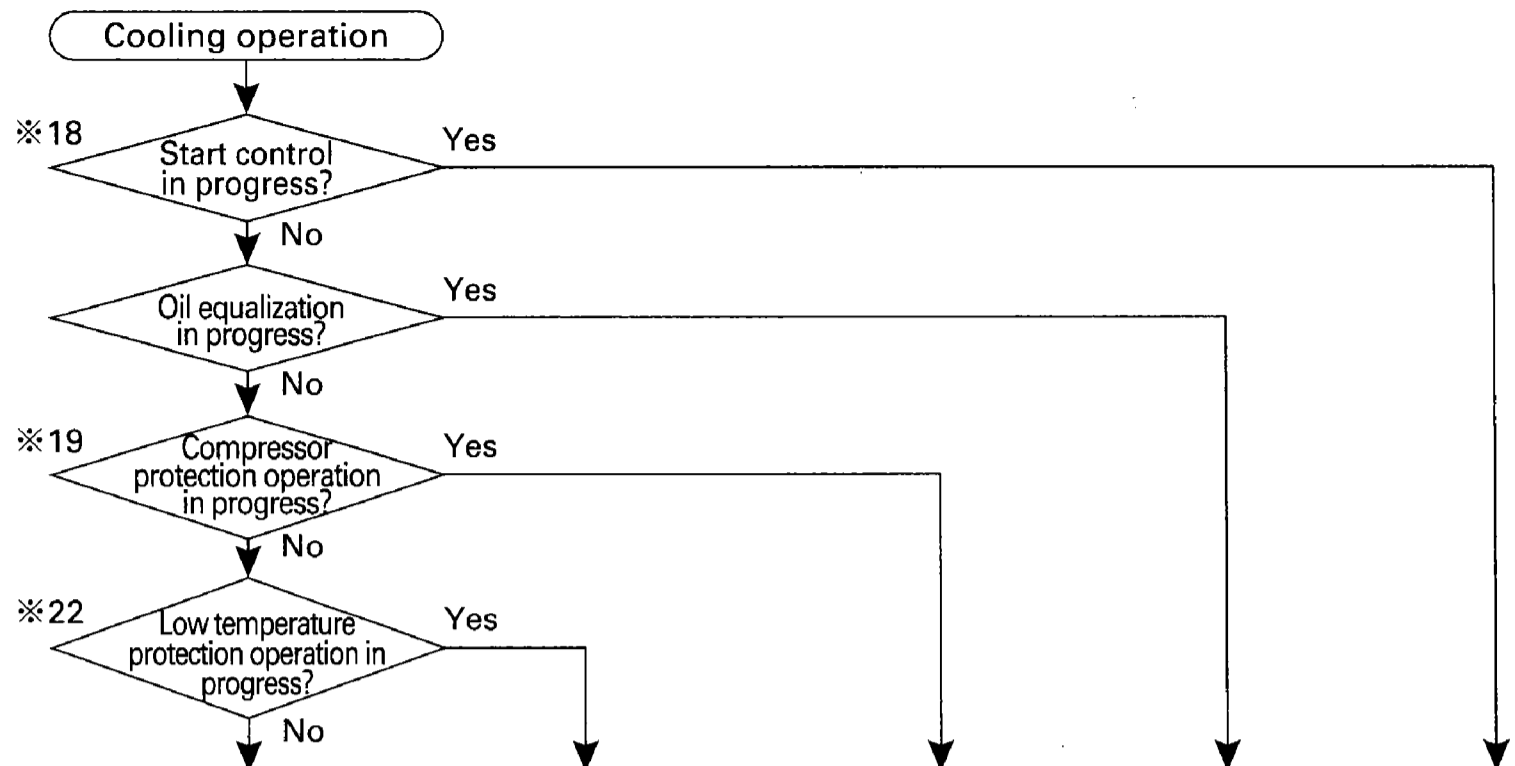 Cooling operation
※18
Start control
in progress?
Yes
No
Oil equalization
in progress?
Yes
No
※19
Compressor
protection operation
in progress?
Yes
No
※22
Low temperature
protection operation in
progress?
Yes
No